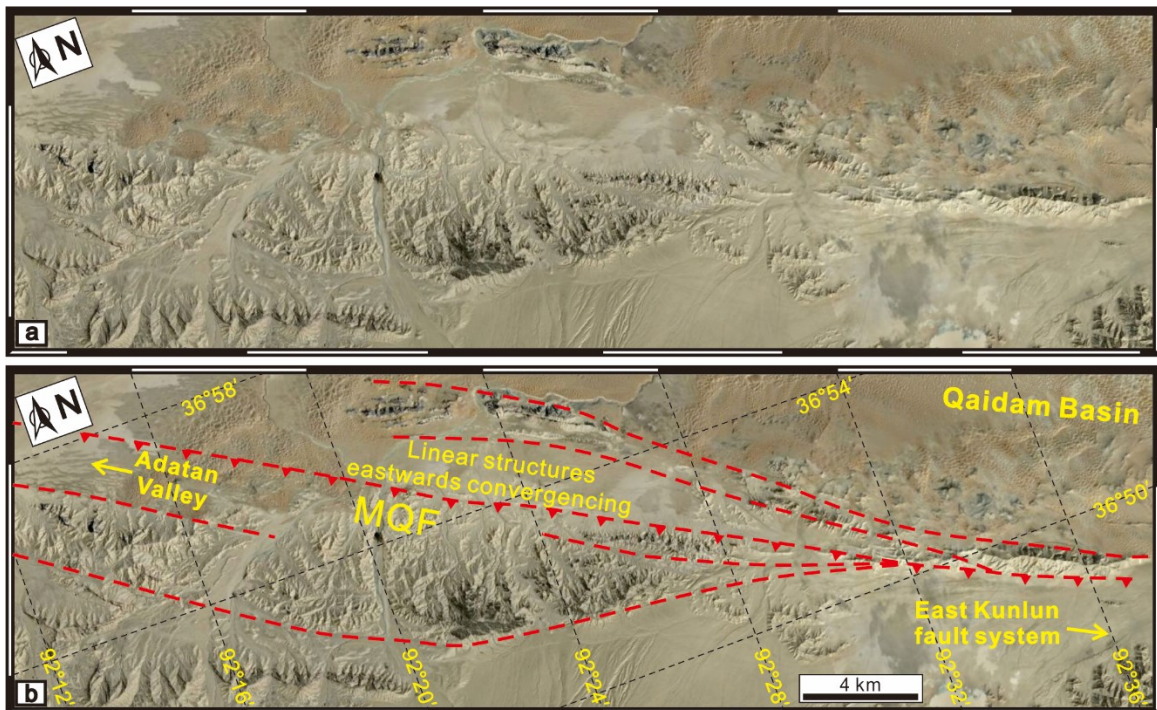 N
a
N
36°58'
36°54'
Qaidam Basin
Adatan
Valley
Linear structures
eastwards convergencing
MQF
36°50'
East Kunlun
fault system
92°12'
92°16'
92°20'
92°24'
92°28'
92°32'
92°36'
4 km
b